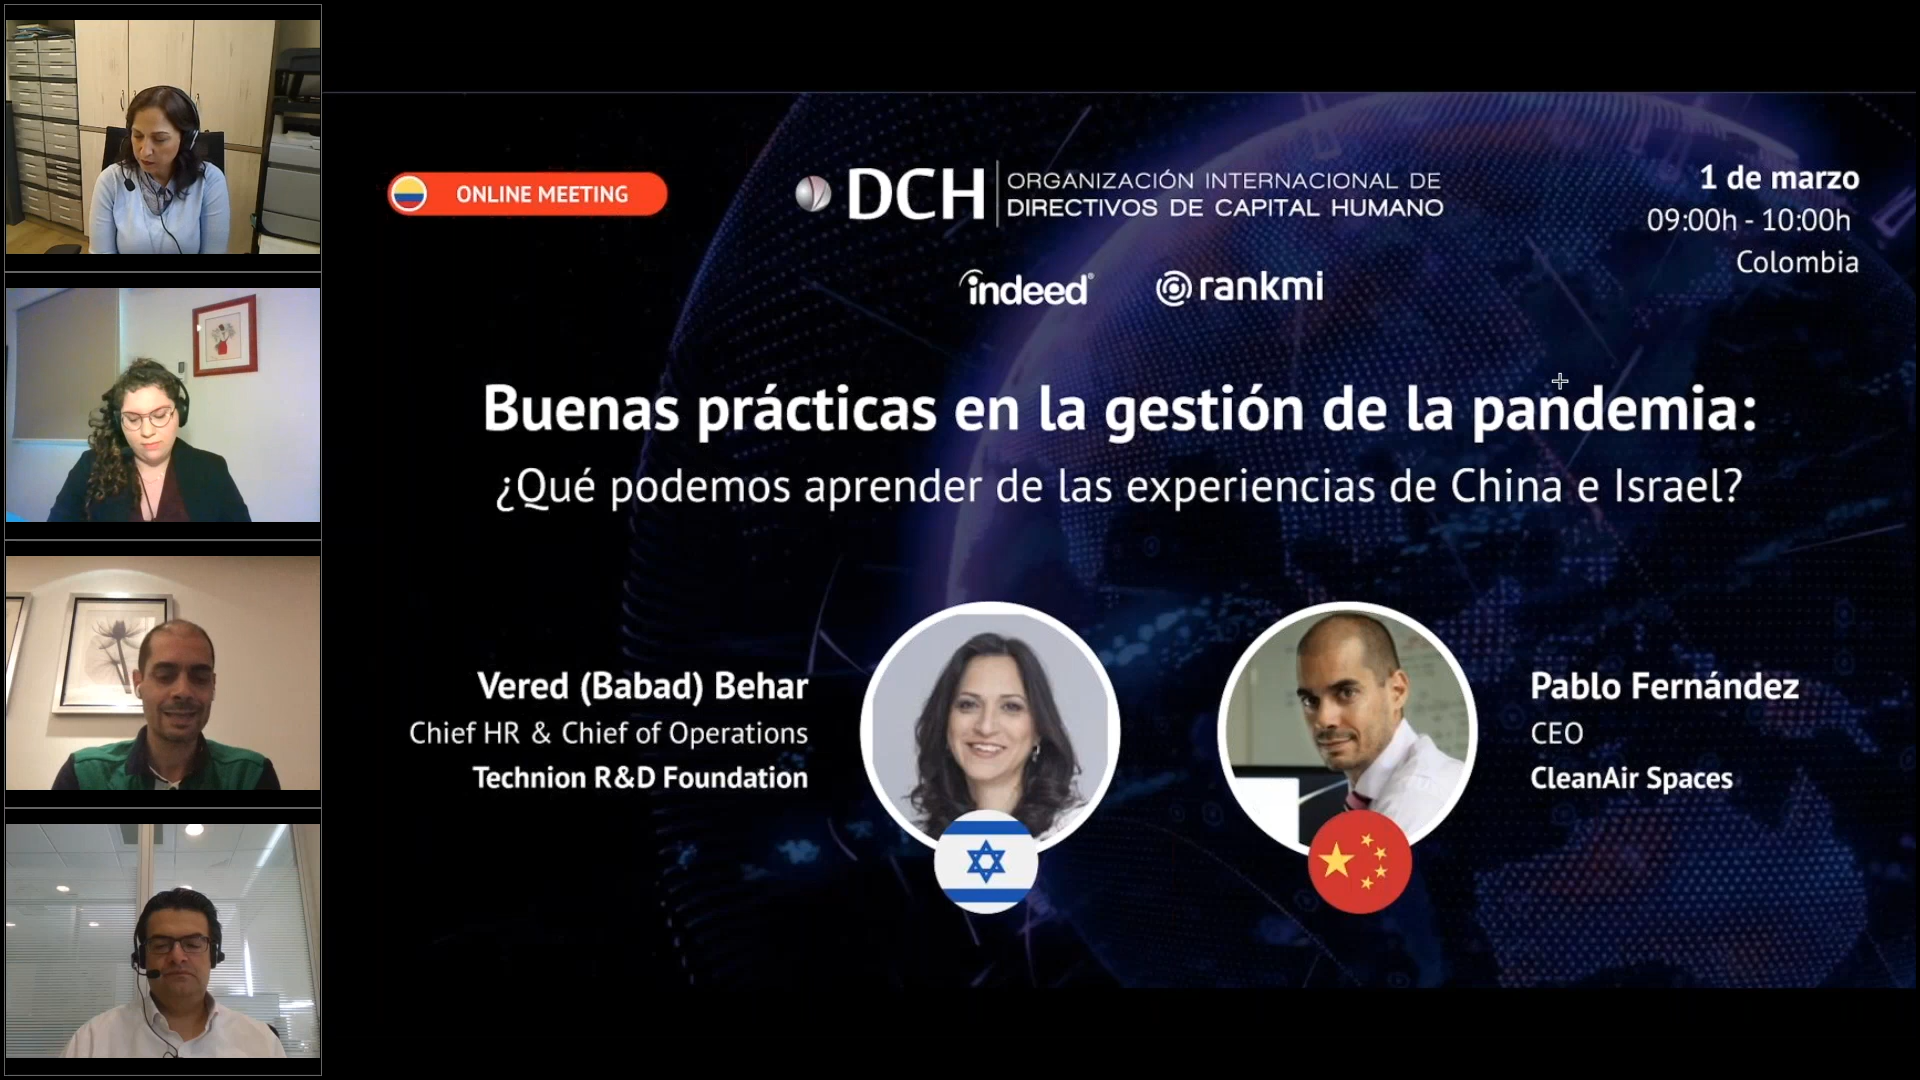 ONLINE MEETING
DCH
ORGANIZACIÓN INTERNACIONAL DE
DIRECTIVOS DE CAPITAL HUMANO
1 de marzo
09:00h - 10:00h
Colombia
indeed
rankmi
Buenas prácticas en la gestión de la pandemia:
¿Qué podemos aprender de las experiencias de China e Israel?
Vered (Babad) Behar
Chief HR & Chief of Operations
Technion R&D Foundation
Pablo Fernández
CEO
CleanAir Spaces